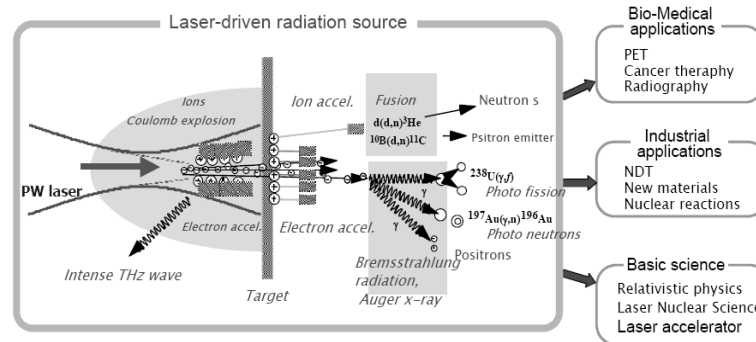 Laser-driven radiation source
Ions
Coulomb explosion
Ion accel.
Fusion
d(d,n)³He
¹⁰B(d,n)¹¹C
Neutron s
Psitron emitter
PW laser
Electron accel.
Electron accel.
Intense THz wave
Target
γ
γ
²³⁸U(γ,f)
Photo fission
¹⁹⁷Au(γ,n)¹⁹⁶Au
Photo neutrons
Positrons
Bremsstrahlung
radiation,
Auger x-ray
Bio-Medical
applications
PET
Cancer theraphy
Radiography
Industrial
applications
NDT
New materials
Nuclear reactions
Basic science
Relativistic physics
Laser Nuclear Science
Laser accelerator